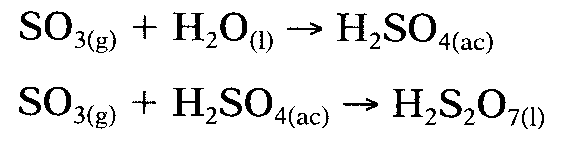 SO₃(g) + H₂O(l) → H₂SO₄(ac)
SO₃(g) + H₂SO₄(ac) → H₂S₂O₇(l)